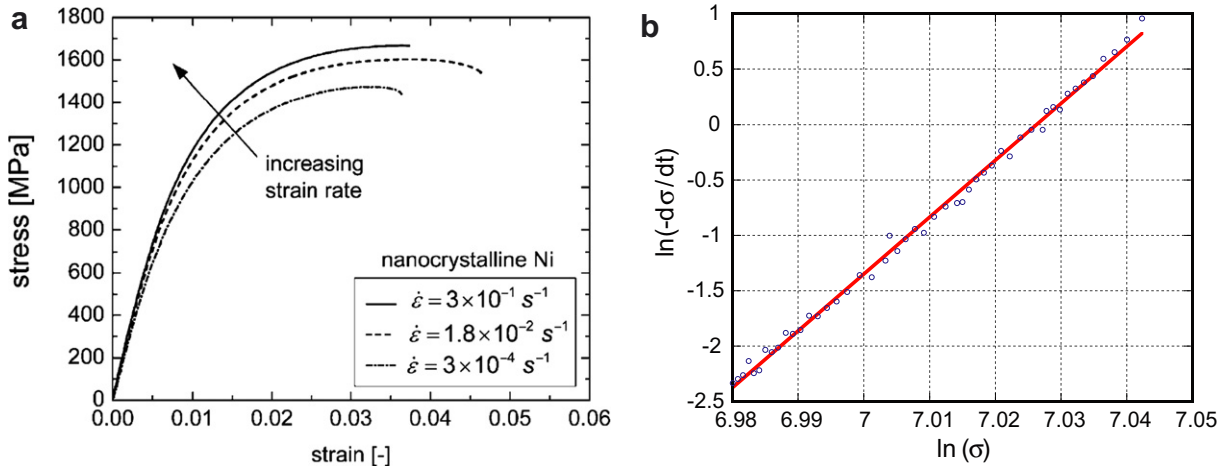 a
1800
1600
1400
1200
1000
800
600
400
200
0
0.00 0.01 0.02 0.03 0.04 0.05 0.06
stress [MPa]
strain [-]
increasing
strain rate
nanocrystalline Ni
ε̇ = 3×10⁻¹ s⁻¹
ε̇ = 1.8×10⁻² s⁻¹
ε̇ = 3×10⁻⁴ s⁻¹
b
1
0.5
0
-0.5
-1
-1.5
-2
-2.5
6.98 6.99 7 7.01 7.02 7.03 7.04 7.05
ln(-dσ/dt)
ln (σ)